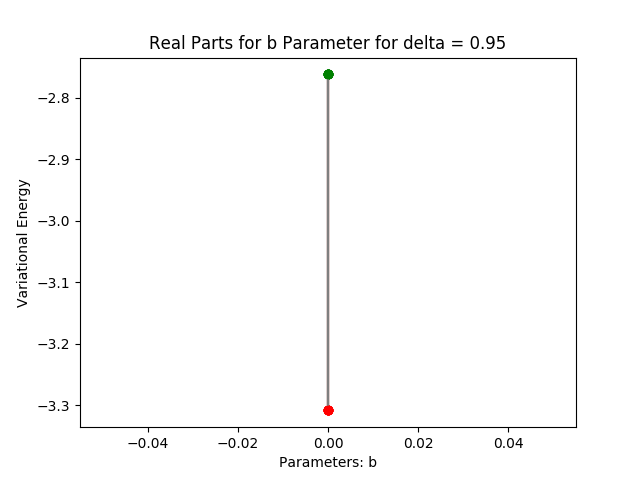 Real Parts for b Parameter for delta = 0.95
Variational Energy
−2.8
−2.9
−3.0
−3.1
−3.2
−3.3
−0.04 −0.02 0.00 0.02 0.04
Parameters: b